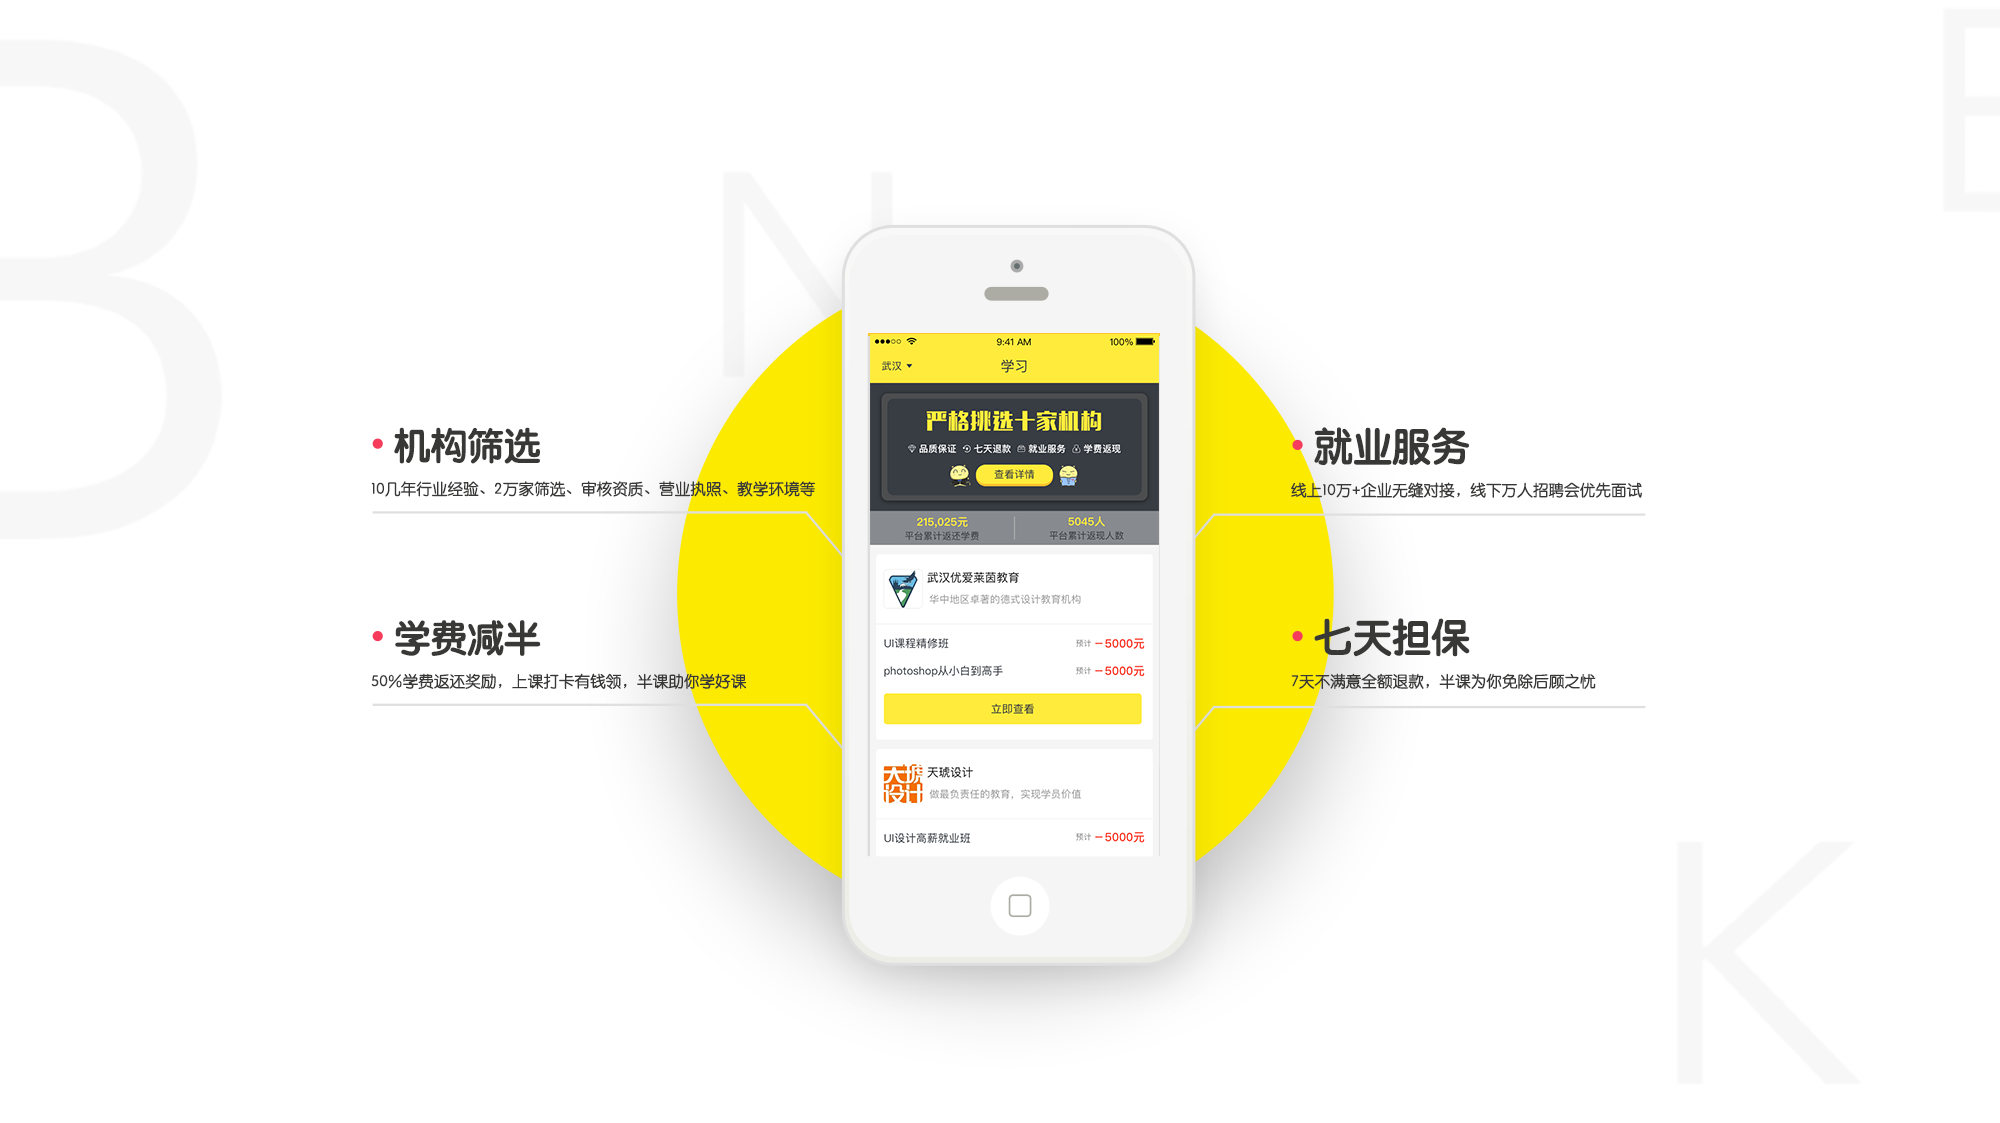 B
N
E
K
机构筛选
10几年行业经验、2万家筛选、审核资质、营业执照、教学环境等
学费减半
50%学费返还奖励，上课打卡有钱领，半课助你学好课
9:41 AM
100%
武汉
学习
严格挑选十家机构
品质保证 七天退款 就业服务 学费返现
查看详情
215,025元
5045人
平台累计返还学费
平台累计返现人数
武汉优爱莱茵教育
华中地区卓著的德式设计教育机构
UI课程精修班
预计 －5000元
photoshop从小白到高手
预计 －5000元
立即查看
天琥设计
天琥设计
做最负责任的教育，实现学员价值
UI设计高薪就业班
预计 －5000元
就业服务
线上10万+企业无缝对接，线下万人招聘会优先面试
七天担保
7天不满意全额退款，半课为你免除后顾之忧